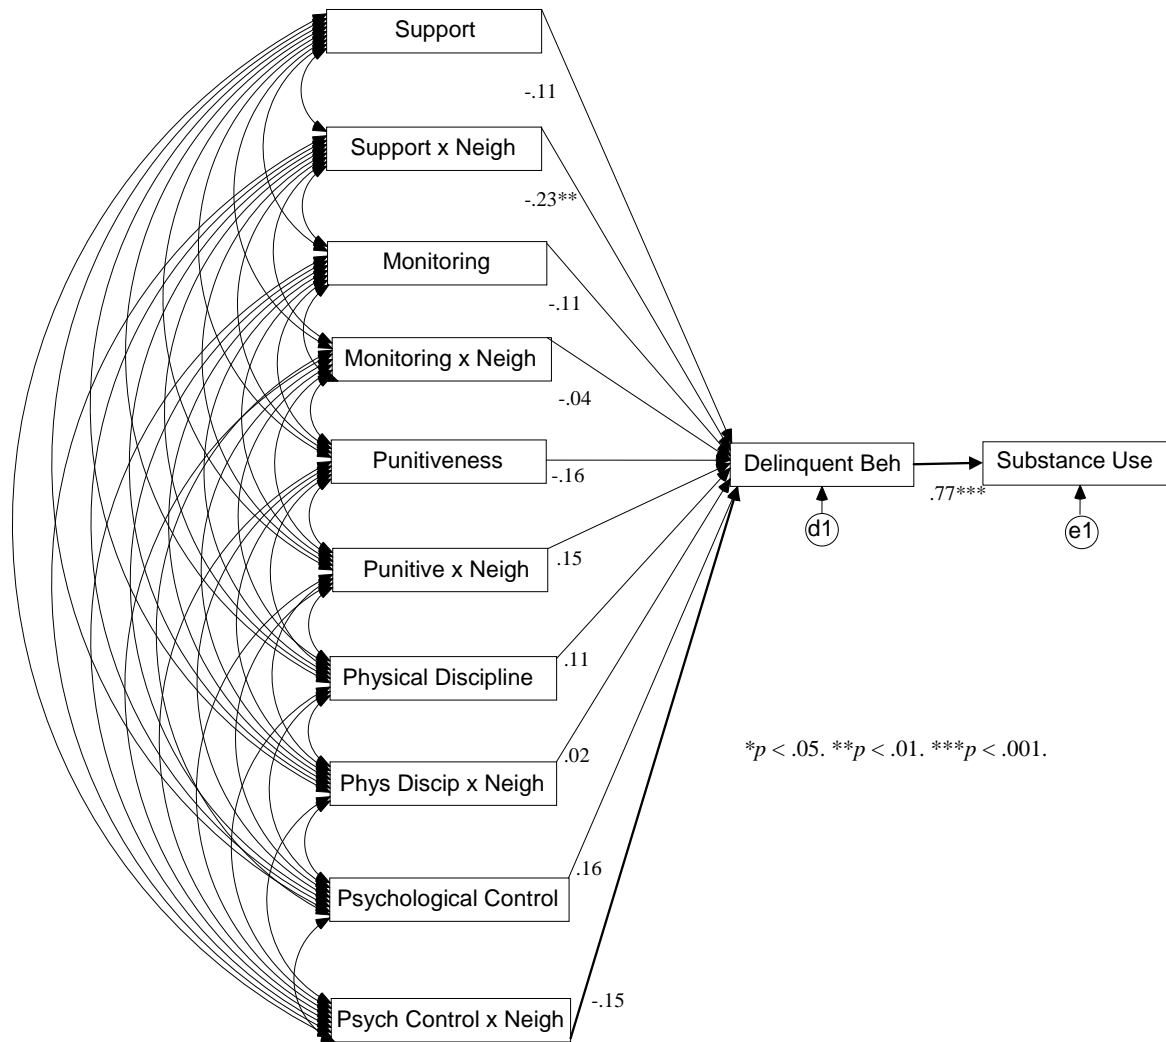 Support
-.11
Support x Neigh
-.23**
Monitoring
-.11
Monitoring x Neigh
-.04
Punitiveness
-.16
Delinquent Beh
Substance Use
.77***
d1
e1
Punitive x Neigh
.15
Physical Discipline
.11
*p < .05. **p < .01. ***p < .001.
Phys Discip x Neigh
.02
Psychological Control
.16
Psych Control x Neigh
-.15